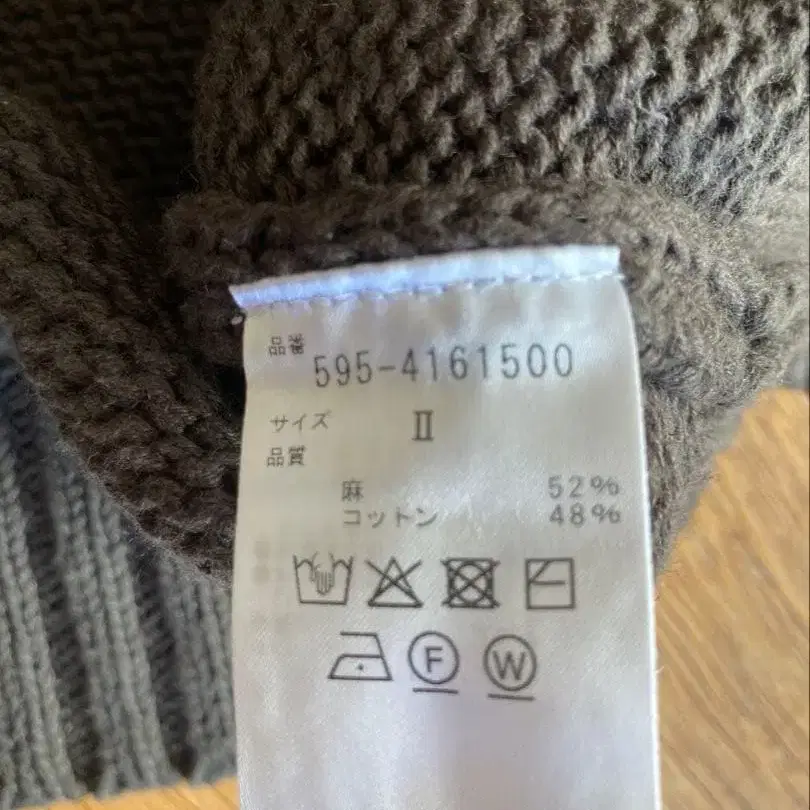 品番
595-4161500
サイズ Ⅱ
品質
麻 52%
コットン 48%
F W